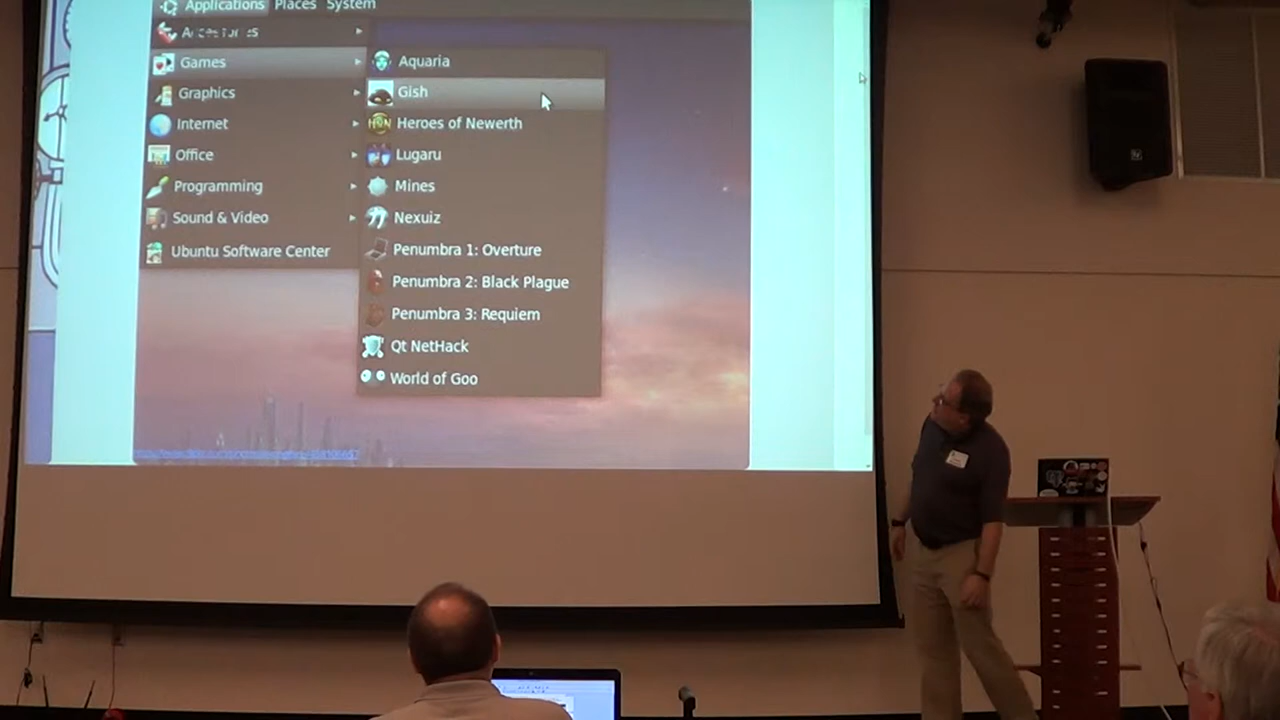 Applications Places System
Accessories
Games
Graphics
Internet
Office
Programming
Sound & Video
Ubuntu Software Center
Aquaria
Gish
Heroes of Newerth
Lugaru
Mines
Nexuiz
Penumbra 1: Overture
Penumbra 2: Black Plague
Penumbra 3: Requiem
Qt NetHack
World of Goo